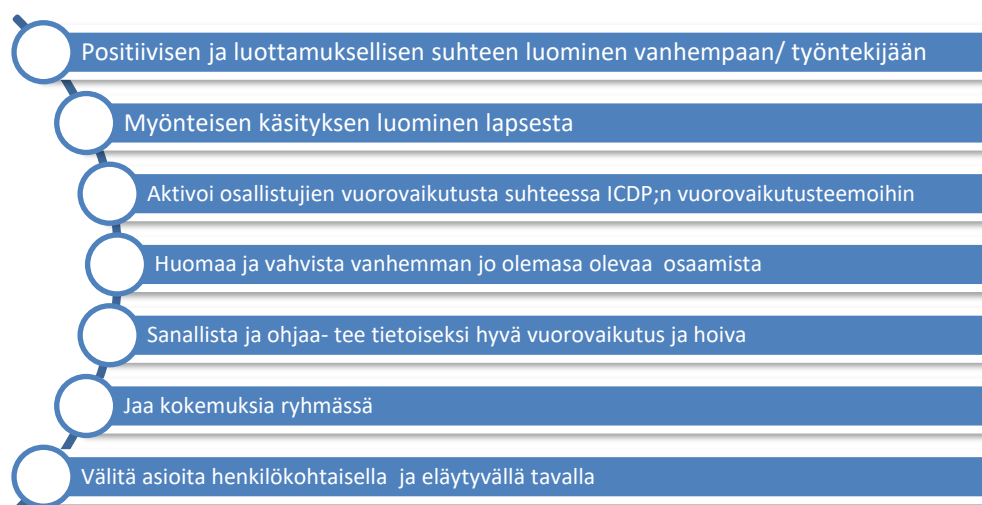 Positiivisen ja luottamuksellisen suhteen luominen vanhempaan/ työntekijään
Myönteisen käsityksen luominen lapsesta
Aktivoi osallistujien vuorovaikutusta suhteessa ICDP;n vuorovaikutusteemoihin
Huomaa ja vahvista vanhemman jo olemasa olevaa  osaamista
Sanallista ja ohjaa- tee tietoiseksi hyvä vuorovaikutus ja hoiva
Jaa kokemuksia ryhmässä
Välitä asioita henkilökohtaisella  ja eläytyvällä tavalla